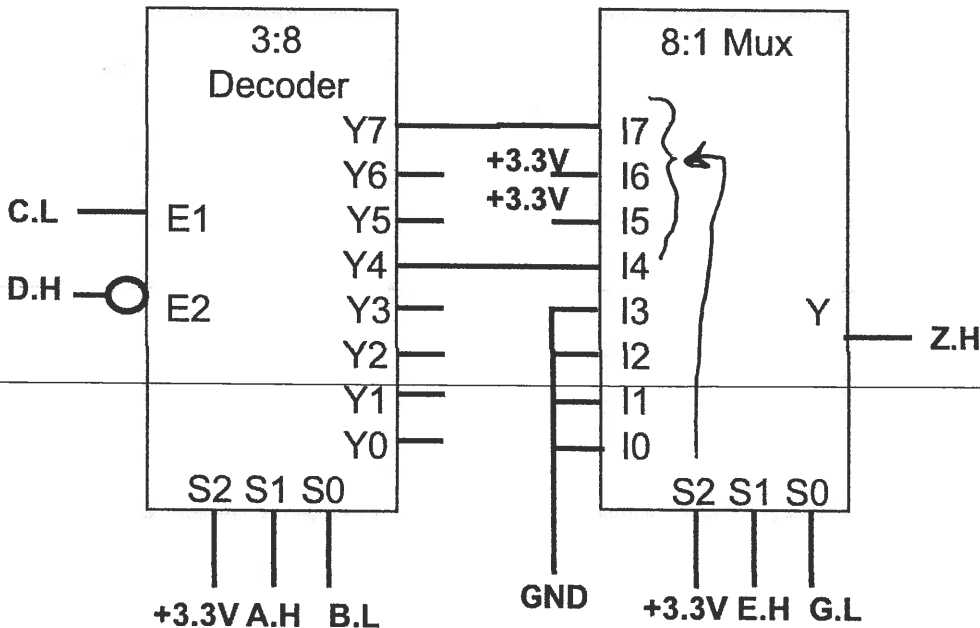 3:8
Decoder
8:1 Mux
Y7
I7
Y6
+3.3V
I6
+3.3V
C.L
E1
Y5
I5
Y4
I4
D.H
E2
Y3
I3
Y
Z.H
Y2
I2
Y1
I1
Y0
I0
S2 S1 S0
S2 S1 S0
+3.3V A.H B.L
GND
+3.3V E.H G.L